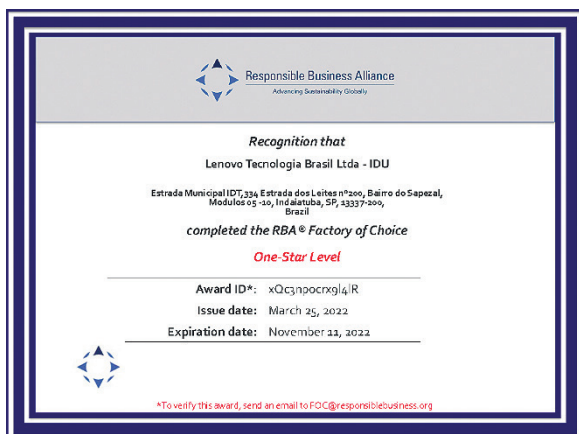 Responsible Business Alliance
Advancing Sustainability Globally
Recognition that
Lenovo Tecnologia Brasil Ltda - IDU
Estrada Municipal IDT, 334 Estrada dos Leites nº200, Bairro do Sapezal,
Modulos 05 -10, Indaiatuba, SP, 13337-200,
Brazil
completed the RBA ® Factory of Choice
One-Star Level
Award ID*: xQc3npocrx9l4lR
Issue date: March 25, 2022
Expiration date: November 11, 2022
*To verify this award, send an email to FOC@responsiblebusiness.org